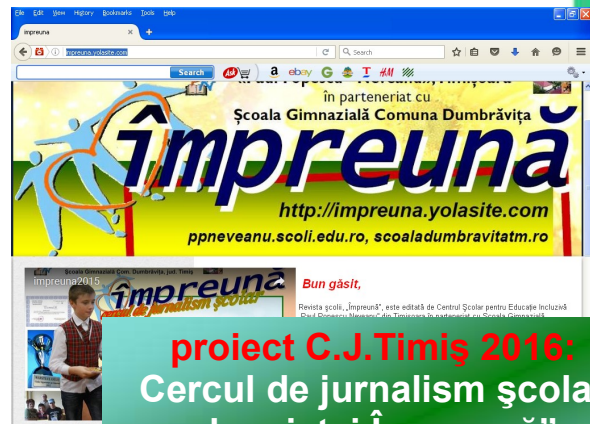 File Edit View History Bookmarks Tools Help
impreuna
impreuna.yolasite.com
Search
Search
a ebay G H&M
în parteneriat cu
Şcoala Gimnazială Comuna Dumbrăviţa
împreună
http://impreuna.yolasite.com
ppneveanu.scoli.edu.ro, scoaladumbravitatm.ro
Şcoala Gimnazială Com. Dumbrăviţa, jud. Timiş
impreuna2015
împreună
cercul de jurnalism şcolar
Bun găsit,
Revista şcolii, „Împreună”, este editată de Centrul Şcolar pentru Educaţie Incluzivă
Paul Popescu Neveanu” din Timişoara în parteneriat cu Şcoala Gimnazială
proiect C.J.Timiş 2016:
Cercul de jurnalism şcola